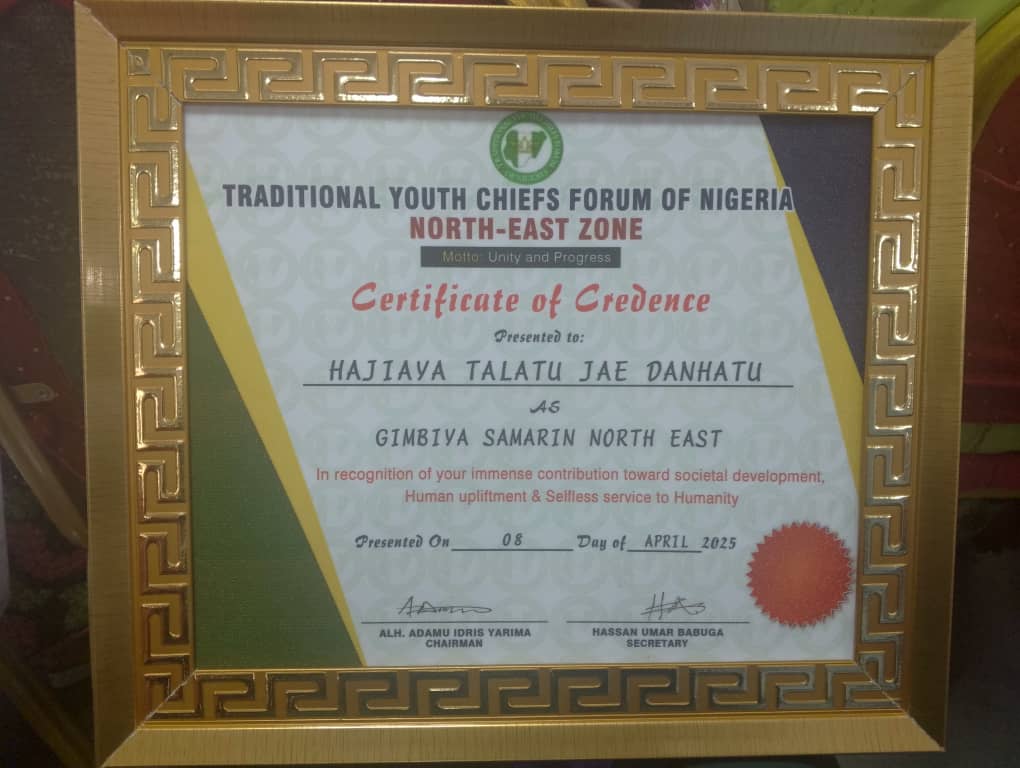 TRADITIONAL YOUTH CHIEFS FORUM OF NIGERIA
NORTH-EAST ZONE
Motto: Unity and Progress
Certificate of Credence
Presented to:
HAJIAYA TALATU JAE DANHATU
AS
GIMBIYA SAMARIN NORTH EAST
In recognition of your immense contribution toward societal development,
Human upliftment & Selfless service to Humanity
Presented On 08 Day of APRIL 2025
ALH. ADAMU IDRIS YARIMA HASSAN UMAR BABUGA
CHAIRMAN SECRETARY